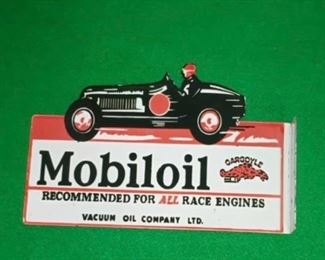 Mobiloil
GARGOYLE
RECOMMENDED FOR ALL RACE ENGINES
VACUUM OIL COMPANY LTD.